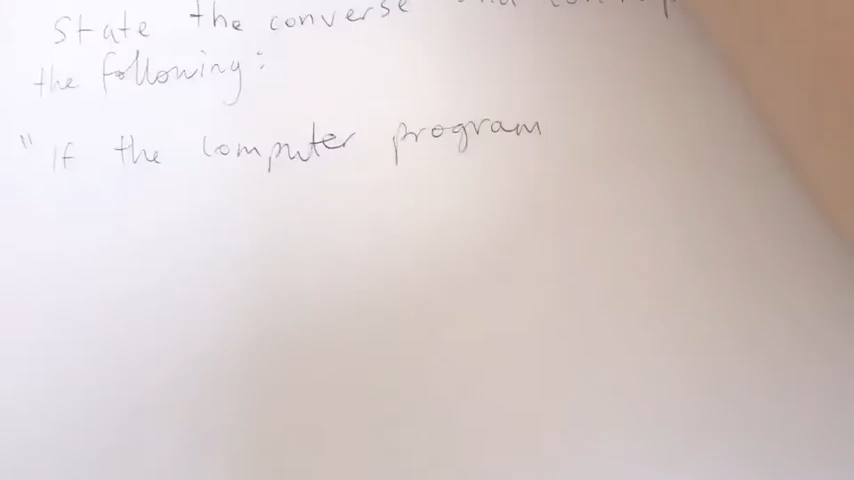 State the converse
the following:
" If the computer program